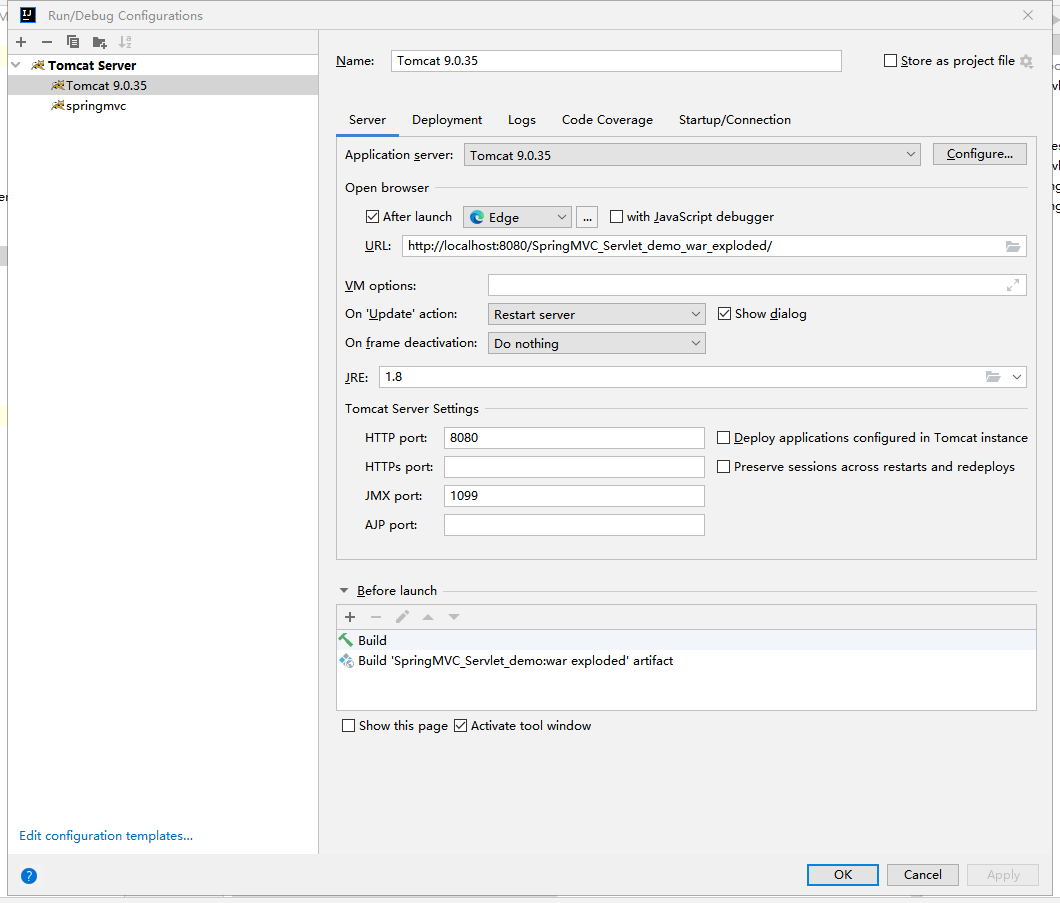 Run/Debug Configurations
Tomcat Server
Tomcat 9.0.35
springmvc
Edit configuration templates...
Name: Tomcat 9.0.35
Store as project file
Server Deployment Logs Code Coverage Startup/Connection
Application server: Tomcat 9.0.35 Configure...
Open browser
After launch Edge ... with JavaScript debugger
URL: http://localhost:8080/SpringMVC_Servlet_demo_war_exploded/
VM options:
On 'Update' action: Restart server Show dialog
On frame deactivation: Do nothing
JRE: 1.8
Tomcat Server Settings
HTTP port: 8080 Deploy applications configured in Tomcat instance
HTTPs port: Preserve sessions across restarts and redeploys
JMX port: 1099
AJP port:
Before launch
Build
Build 'SpringMVC_Servlet_demo:war exploded' artifact
Show this page Activate tool window
? OK Cancel Apply